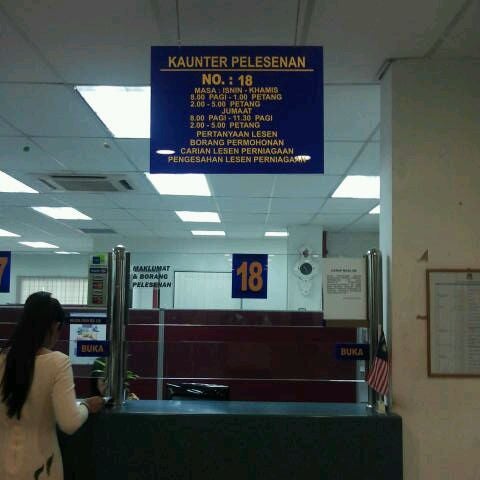 KAUNTER PELESENAN
NO. : 18
MASA : ISNIN - KHAMIS
8.00 PAGI - 1.00 PETANG
2.00 - 5.00 PETANG
JUMAAT
8.00 PAGI - 11.30 PAGI
2.00 - 5.00 PETANG
PERTANYAAN LESEN
BORANG PERMOHONAN
CARIAN LESEN PERNIAGAAN
PENGESAHAN LESEN PERNIAGAAN
7
MAKLUMAT
& BORANG
PELESENAN
18
BUKA
BUKA